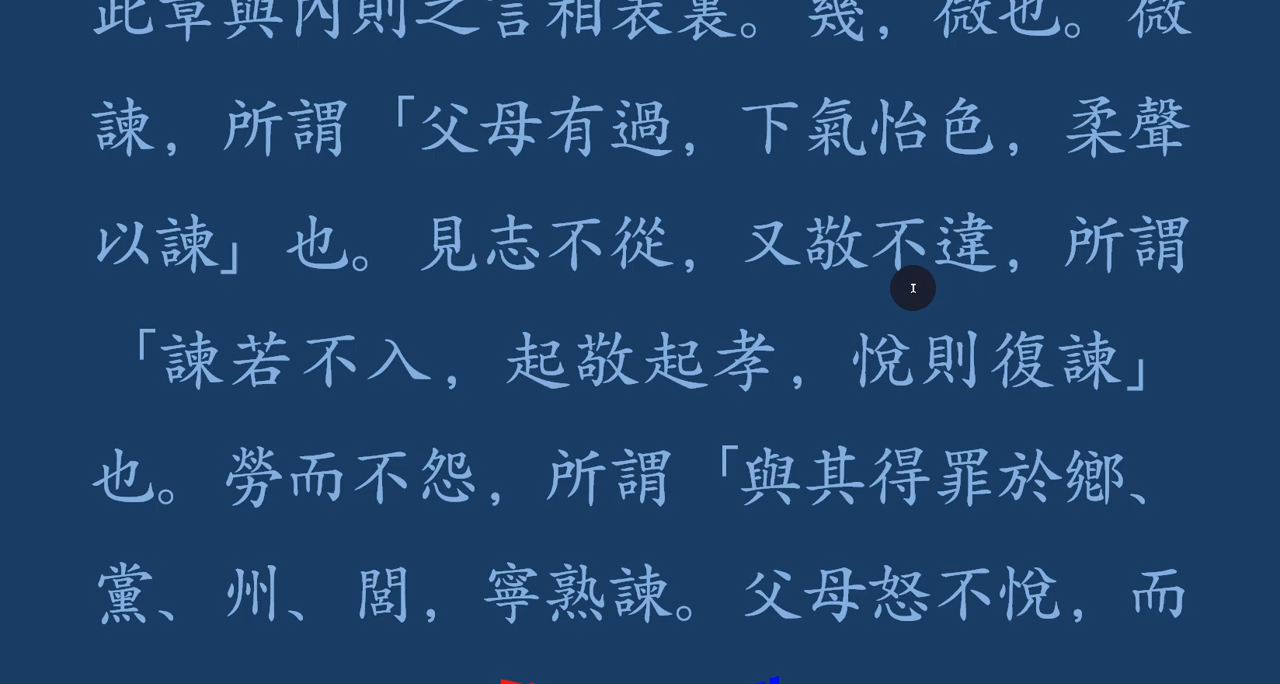 此章與內則之言相表裏。幾，微也。微
諫，所謂「父母有過，下氣怡色，柔聲
以諫」也。見志不從，又敬不違，所謂
「諫若不入，起敬起孝，悅則復諫」
也。勞而不怨，所謂「與其得罪於鄉、
黨、州、閭，寧熟諫。父母怒不悅，而